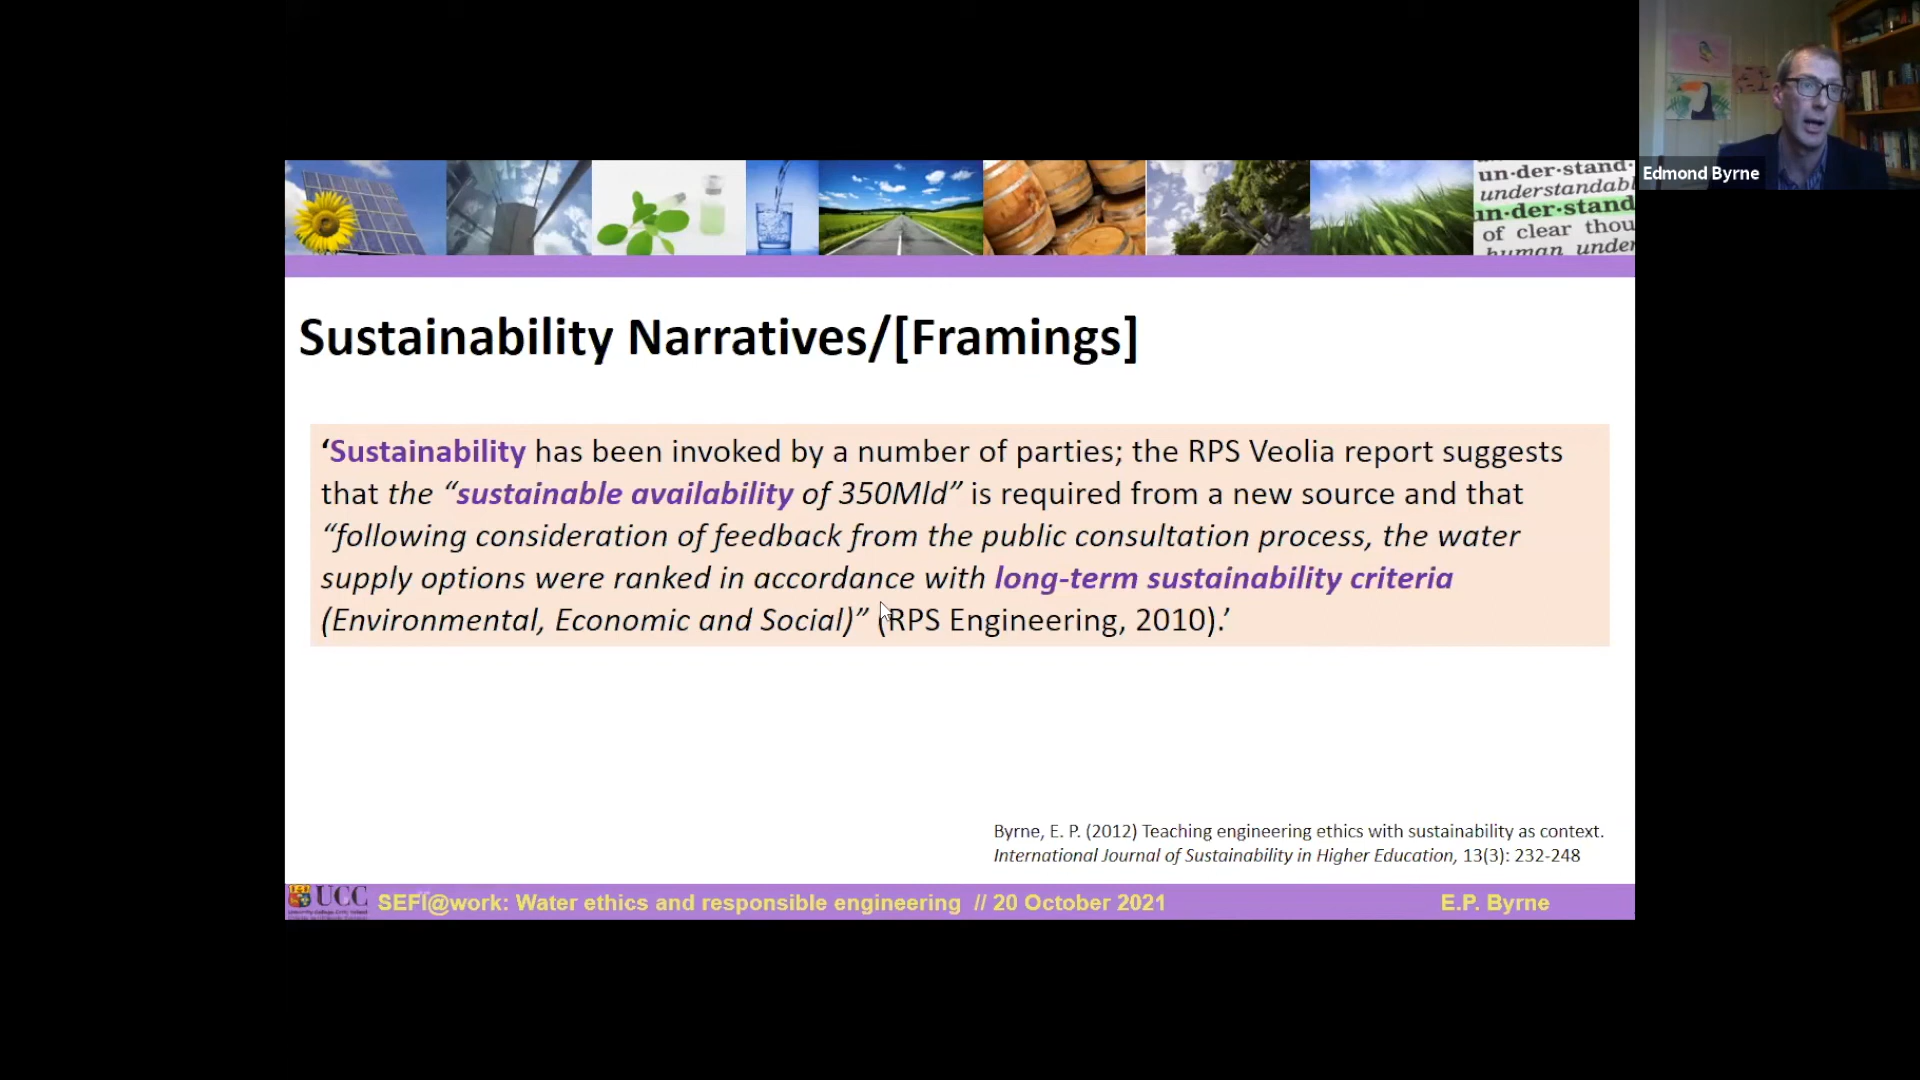 Edmond Byrne
un·der·stand·
understandabl
un·der·stand
of clear thou
human under
Sustainability Narratives/[Framings]
‘Sustainability has been invoked by a number of parties; the RPS Veolia report suggests
that the “sustainable availability of 350Mld” is required from a new source and that
“following consideration of feedback from the public consultation process, the water
supply options were ranked in accordance with long-term sustainability criteria
(Environmental, Economic and Social)” (RPS Engineering, 2010).’
Byrne, E. P. (2012) Teaching engineering ethics with sustainability as context.
International Journal of Sustainability in Higher Education, 13(3): 232-248
UCC
SEFI@work: Water ethics and responsible engineering // 20 October 2021
E.P. Byrne